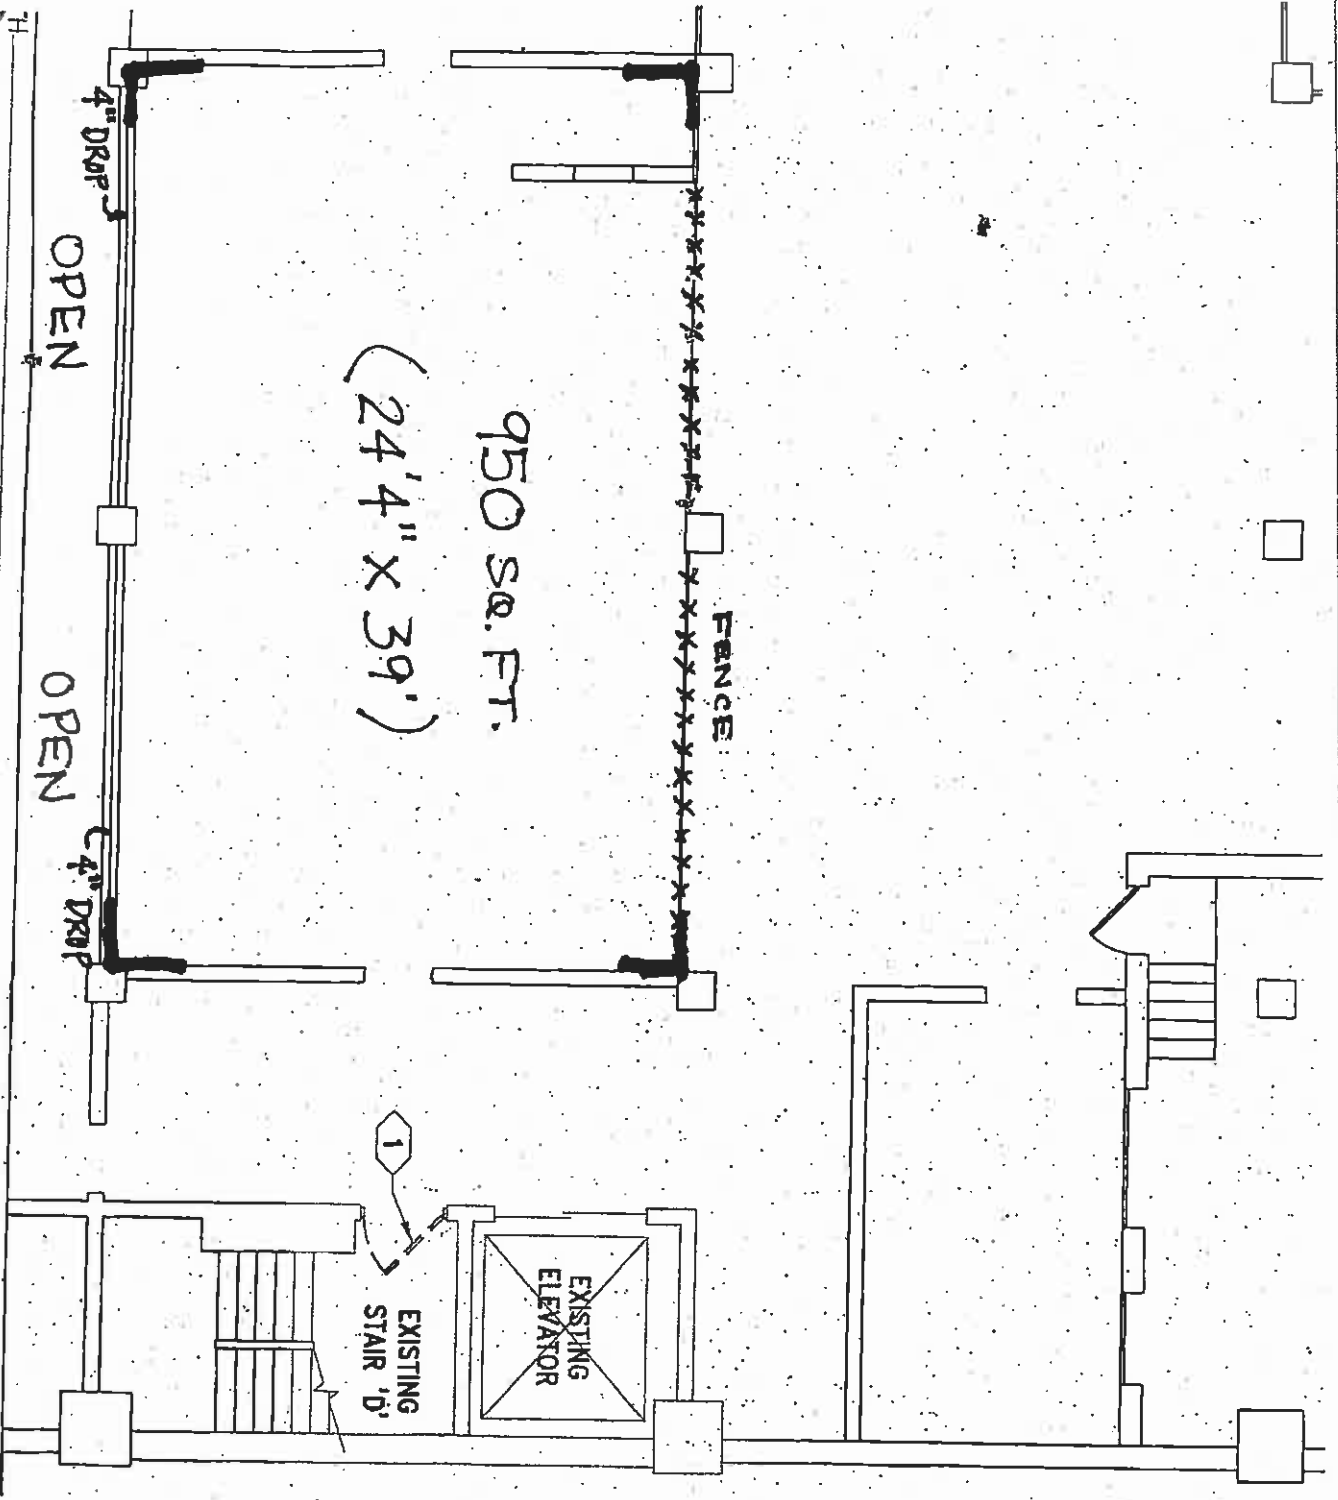 FENCE
950 SQ. FT.
(24'4" X 39')
4" DROP
OPEN
OPEN
4" DROP
1
EXISTING
ELEVATOR
EXISTING
STAIR 'D'
H